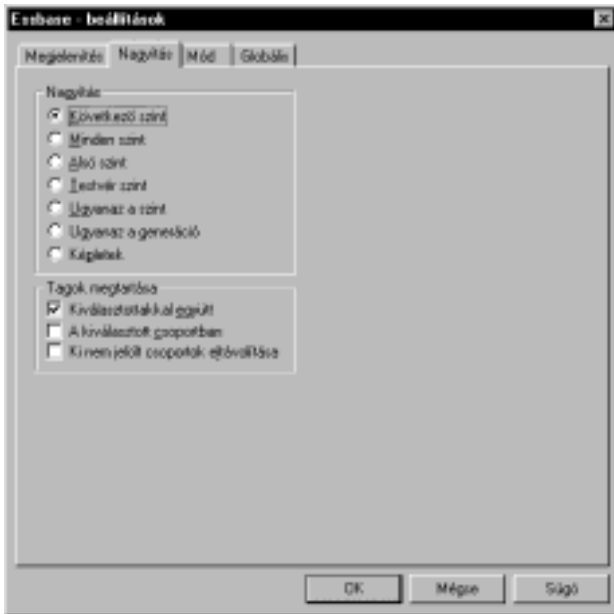 Essbase - beállítások
Megjelenítés Nagyítás Mód Globális
Nagyítás
Következő szint
Minden szint
Alsó szint
Testvér szint
Ugyanaz a szint
Ugyanaz a generáció
Képletek
Tagok megtartása
Kiválasztottakkal együtt
A kiválasztott csoportban
Ki nem jelölt csoportok eltávolítása
OK Mégse Súgó